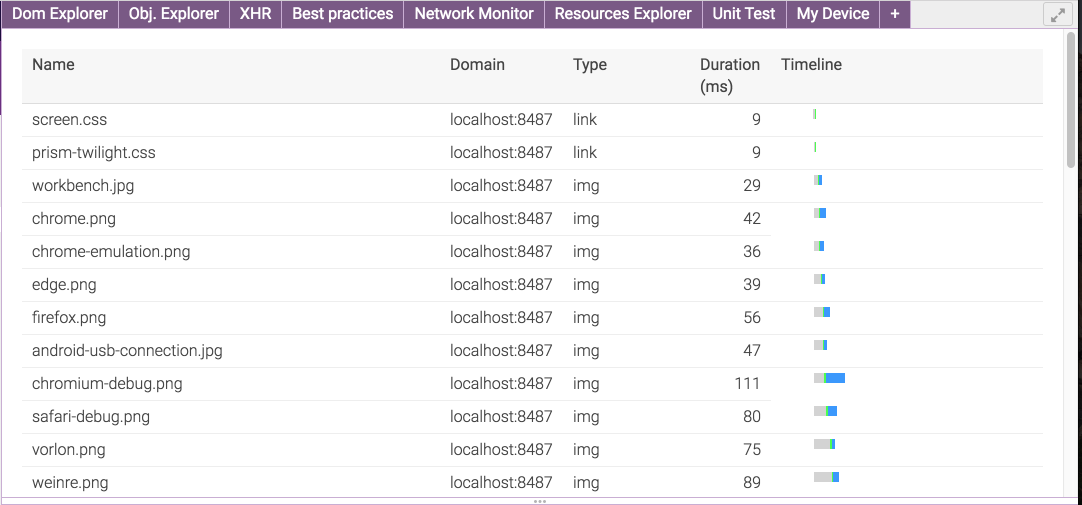 Dom Explorer Obj. Explorer XHR Best practices Network Monitor Resources Explorer Unit Test My Device +
Name Domain Type Duration (ms) Timeline
screen.css localhost:8487 link 9
prism-twilight.css localhost:8487 link 9
workbench.jpg localhost:8487 img 29
chrome.png localhost:8487 img 42
chrome-emulation.png localhost:8487 img 36
edge.png localhost:8487 img 39
firefox.png localhost:8487 img 56
android-usb-connection.jpg localhost:8487 img 47
chromium-debug.png localhost:8487 img 111
safari-debug.png localhost:8487 img 80
vorlon.png localhost:8487 img 75
weinre.png localhost:8487 img 89